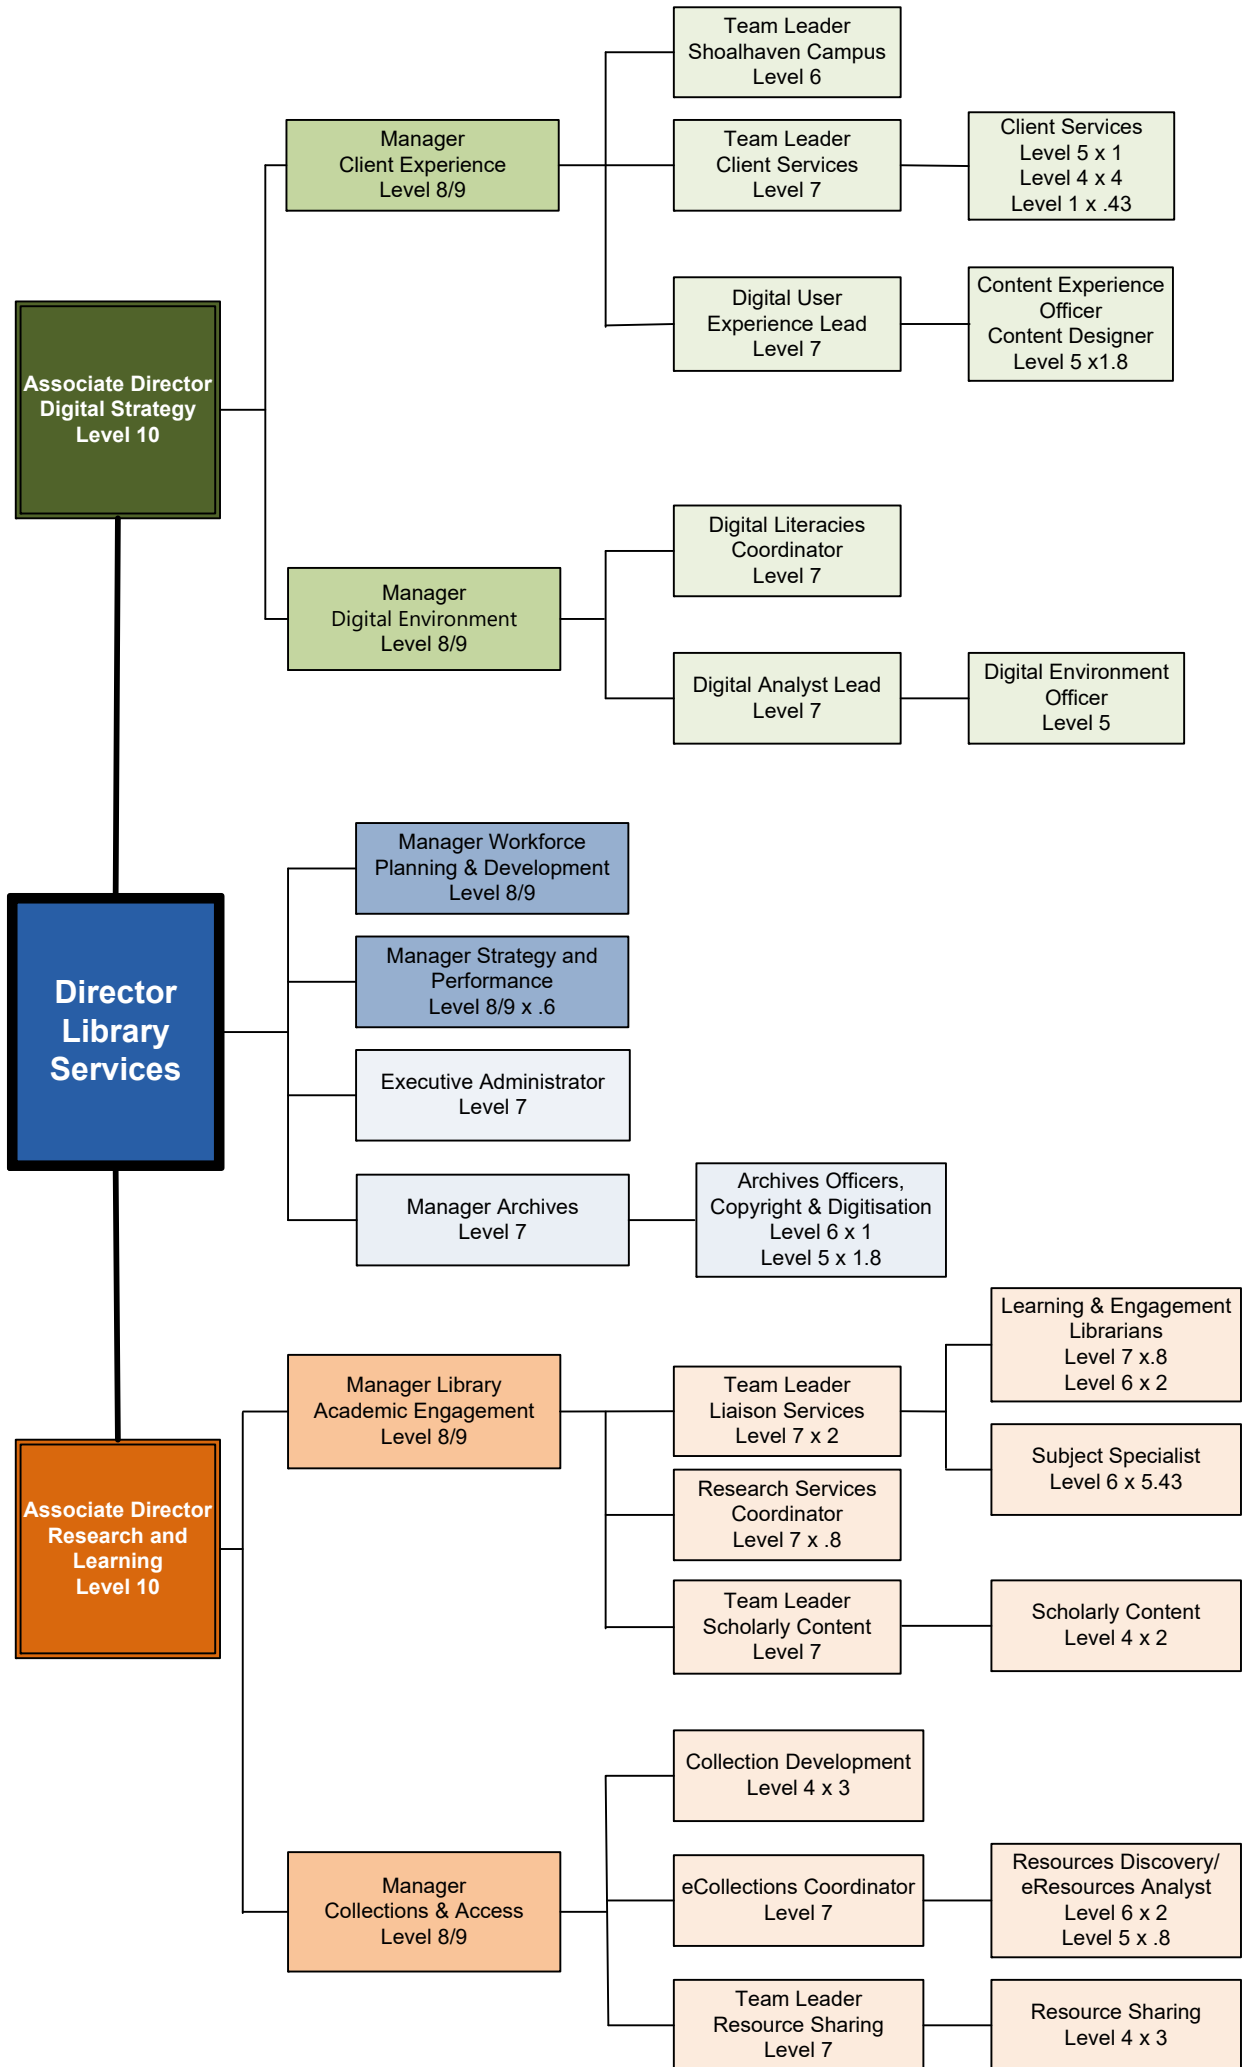 Team Leader
Shoalhaven Campus
Level 6
Manager
Client Experience
Level 8/9
Team Leader
Client Services
Level 7
Client Services
Level 5 x 1
Level 4 x 4
Level 1 x .43
Digital User
Experience Lead
Level 7
Content Experience
Officer
Content Designer
Level 5 x1.8
Associate Director
Digital Strategy
Level 10
Digital Literacies
Coordinator
Level 7
Manager
Digital Environment
Level 8/9
Digital Analyst Lead
Level 7
Digital Environment
Officer
Level 5
Manager Workforce
Planning & Development
Level 8/9
Manager Strategy and
Performance
Level 8/9 x .6
Director
Library
Services
Executive Administrator
Level 7
Manager Archives
Level 7
Archives Officers,
Copyright & Digitisation
Level 6 x 1
Level 5 x 1.8
Learning & Engagement
Librarians
Level 7 x.8
Level 6 x 2
Manager Library
Academic Engagement
Level 8/9
Team Leader
Liaison Services
Level 7 x 2
Subject Specialist
Level 6 x 5.43
Research Services
Coordinator
Level 7 x .8
Associate Director
Research and
Learning
Level 10
Team Leader
Scholarly Content
Level 7
Scholarly Content
Level 4 x 2
Collection Development
Level 4 x 3
Manager
Collections & Access
Level 8/9
eCollections Coordinator
Level 7
Resources Discovery/
eResources Analyst
Level 6 x 2
Level 5 x .8
Team Leader
Resource Sharing
Level 7
Resource Sharing
Level 4 x 3